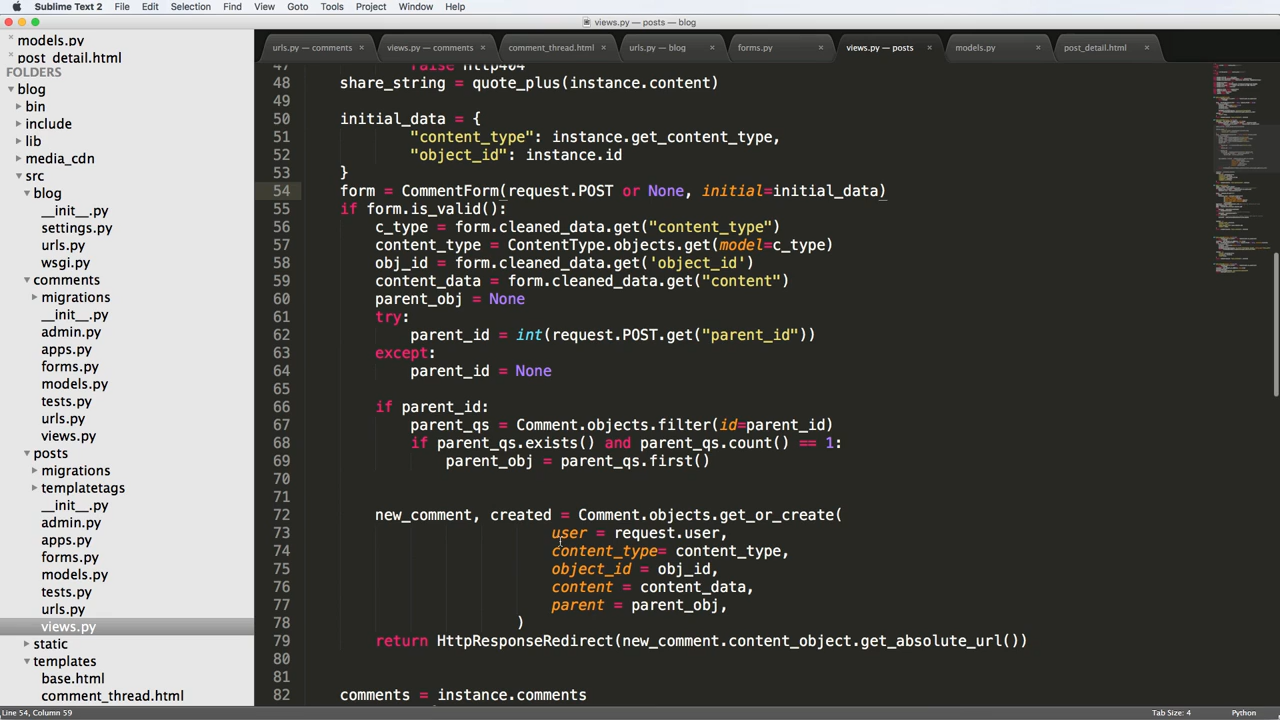 Sublime Text 2 File Edit Selection Find View Goto Tools Project Window Help
views.py — posts — blog
models.py
post_detail.html
FOLDERS
blog
bin
include
lib
media_cdn
src
blog
__init__.py
settings.py
urls.py
wsgi.py
comments
migrations
__init__.py
admin.py
apps.py
forms.py
models.py
tests.py
urls.py
views.py
posts
migrations
templatetags
__init__.py
admin.py
apps.py
forms.py
models.py
tests.py
urls.py
views.py
static
templates
base.html
comment_thread.html
urls.py — comments × views.py — comments × comment_thread.html × urls.py — blog × forms.py × views.py — posts × models.py × post_detail.html ×
47 raise Http404
48 share_string = quote_plus(instance.content)
49
50 initial_data = {
51 "content_type": instance.get_content_type,
52 "object_id": instance.id
53 }
54 form = CommentForm(request.POST or None, initial=initial_data)
55 if form.is_valid():
56 c_type = form.cleaned_data.get("content_type")
57 content_type = ContentType.objects.get(model=c_type)
58 obj_id = form.cleaned_data.get('object_id')
59 content_data = form.cleaned_data.get("content")
60 parent_obj = None
61 try:
62 parent_id = int(request.POST.get("parent_id"))
63 except:
64 parent_id = None
65
66 if parent_id:
67 parent_qs = Comment.objects.filter(id=parent_id)
68 if parent_qs.exists() and parent_qs.count() == 1:
69 parent_obj = parent_qs.first()
70
71
72 new_comment, created = Comment.objects.get_or_create(
73 user = request.user,
74 content_type= content_type,
75 object_id = obj_id,
76 content = content_data,
77 parent = parent_obj,
78 )
79 return HttpResponseRedirect(new_comment.content_object.get_absolute_url())
80
81
82 comments = instance.comments
Line 54, Column 59 Tab Size: 4 Python